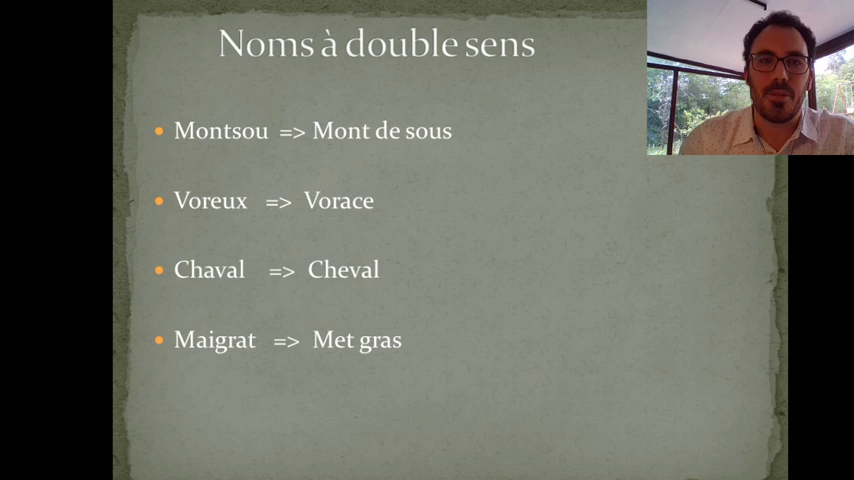 Noms à double sens
• Montsou => Mont de sous
• Voreux => Vorace
• Chaval => Cheval
• Maigrat => Met gras